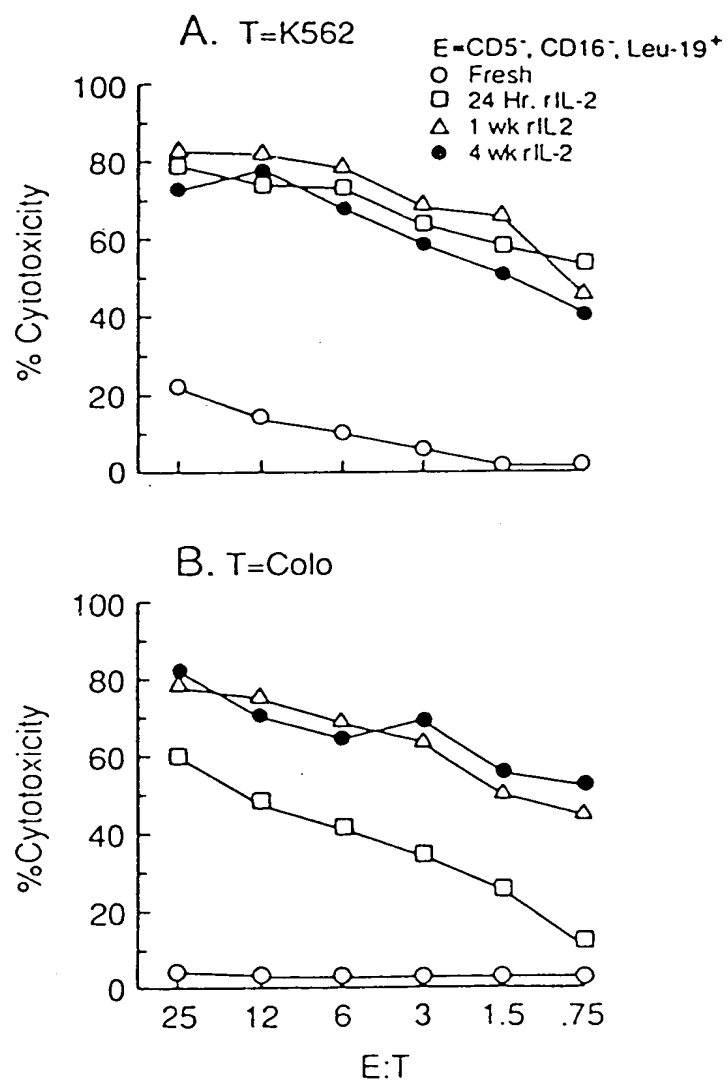 A. T=K562
E=CD5⁻, CD16⁻, Leu-19⁺
Fresh
24 Hr. rIL-2
1 wk rIL2
4 wk rIL-2
100
80
60
40
20
0
% Cytotoxicity
B. T=Colo
100
80
60
40
20
0
%Cytotoxicity
25 12 6 3 1.5 .75
E:T